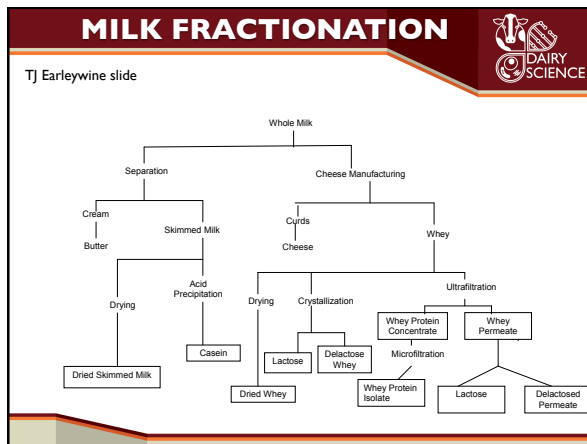 MILK FRACTIONATION
DAIRY
SCIENCE
TJ Earleywine slide
Whole Milk
Separation
Cheese Manufacturing
Cream
Butter
Skimmed Milk
Curds
Cheese
Whey
Drying
Acid
Precipitation
Drying
Crystallization
Ultrafiltration
Whey Protein
Concentrate
Whey
Permeate
Casein
Lactose
Delactose
Whey
Microfiltration
Dried Skimmed Milk
Dried Whey
Whey Protein
Isolate
Lactose
Delactosed
Permeate